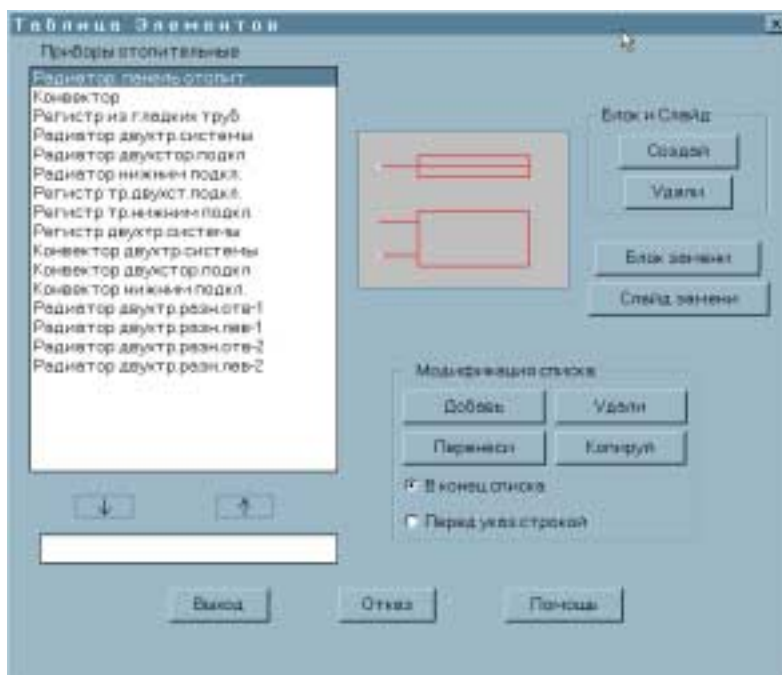 Таблица Элементов
Приборы отопительные
Радиатор, панель отопит
Конвектор
Регистр из гладких труб
Радиатор двухтр.системы
Радиатор двухстор.подкл
Радиатор нижним подкл.
Регистр тр.двухст.подкл.
Регистр тр.нижним подкл
Регистр двухтр.системы
Конвектор двухтр.системы
Конвектор двухстор.подкл
Конвектор нижним подкл.
Радиатор двухтр.разн.отв-1
Радиатор двухтр.разн.лев-1
Радиатор двухтр.разн.отв-2
Радиатор двухтр.разн.лев-2
Блок и Слайд
Создай
Удали
Блок замени
Слайд замени
Модификация списка
Добавь
Удали
Перенеси
Копируй
В конец списка
Перед указ.строкой
Выход
Отказ
Помощь